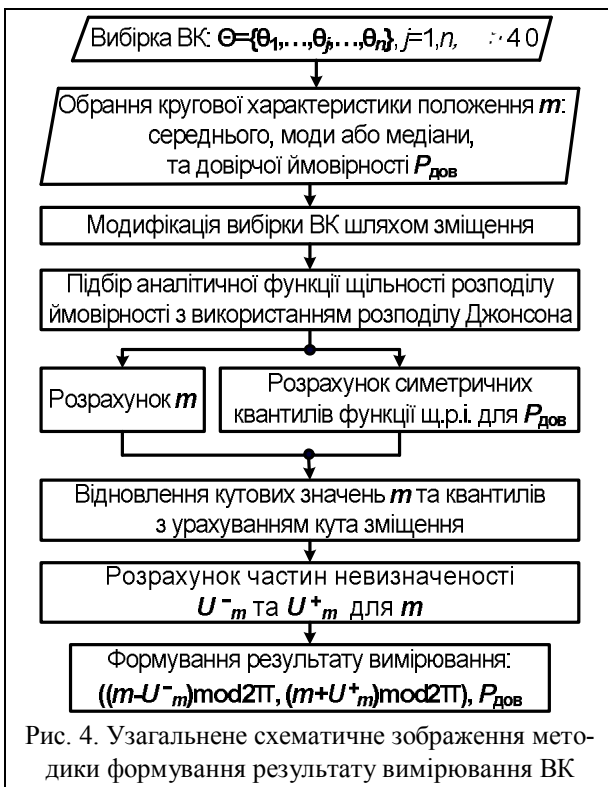 Вибірка ВК: Θ={θ1,…,θj,…,θn}, j=1,n, 40
Обрання кругової характеристики положення m:
середнього, моди або медіани,
та довірчої ймовірності Pдов
Модифікація вибірки ВК шляхом зміщення
Підбір аналітичної функції щільності розподілу
ймовірності з використанням розподілу Джонсона
Розрахунок m
Розрахунок симетричних
квантилів функції щ.р.і. для Pдов
Відновлення кутових значень m та квантилів
з урахуванням кута зміщення
Розрахунок частин невизначеності
U⁻m та U⁺m для m
Формування результату вимірювання:
((m-U⁻m)mod2π, (m+U⁺m)mod2π), Pдов
Рис. 4. Узагальнене схематичне зображення мето-
дики формування результату вимірювання ВК